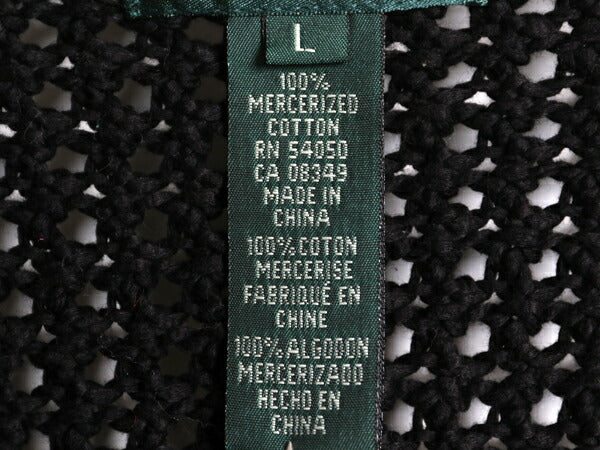 L
100%
MERCERIZED
COTTON
RN 54050
CA 08349
MADE IN
CHINA
100% COTON
MERCERISE
FABRIQUÉ EN
CHINE
100% ALGODON
MERCERIZADO
HECHO EN
CHINA